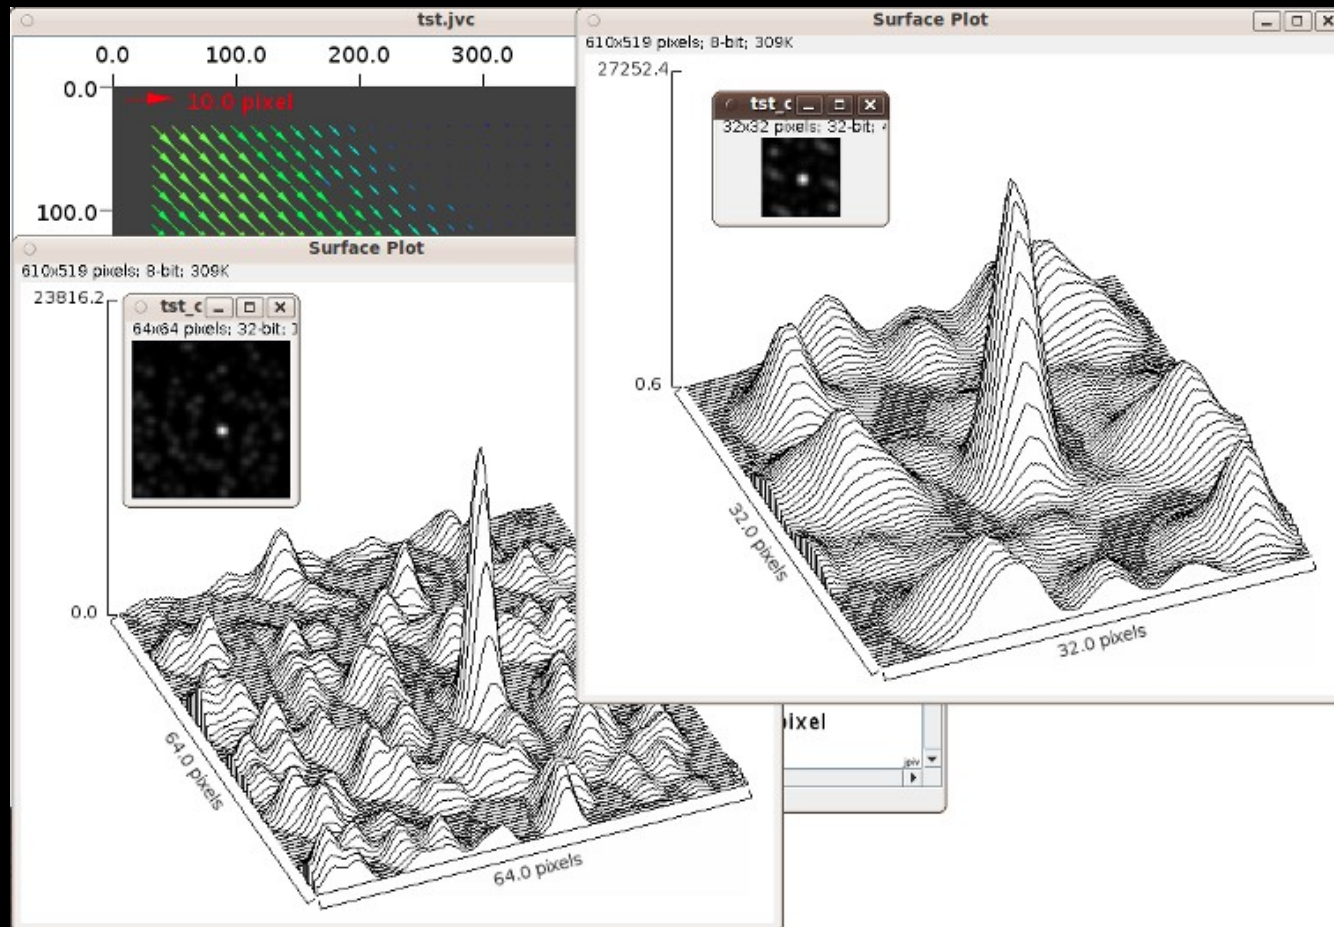 tst.jvc
0.0 100.0 200.0 300.0
0.0
10.0 pixel
100.0
Surface Plot
610x519 pixels; 8-bit; 309K
23816.2
tst_c
64x64 pixels; 32-bit;
0.0
64.0 pixels
64.0 pixels
Surface Plot
610x519 pixels; 8-bit; 309K
27252.4
tst_c
32x32 pixels; 32-bit;
0.6
32.0 pixels
32.0 pixels
ixel
jpiv